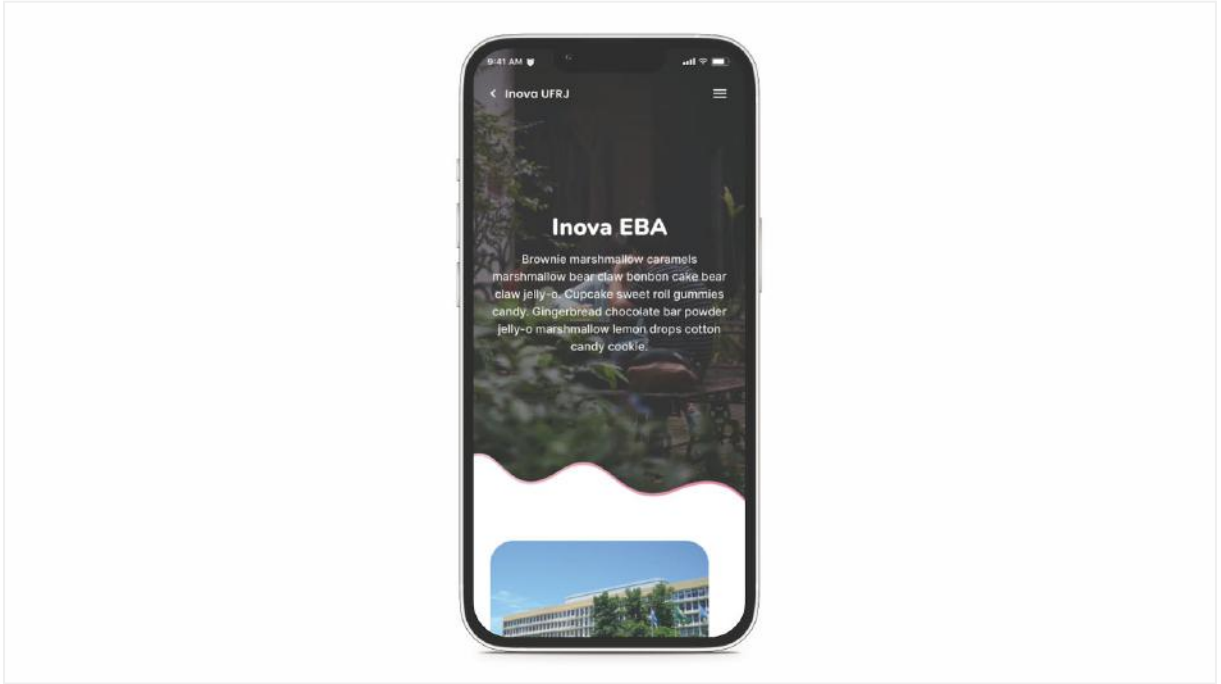 9:41 AM
< Inova UFRJ
Inova EBA
Brownie marshmallow caramels
marshmallow bear claw bonbon cake bear
claw jelly-o. Cupcake sweet roll gummies
candy. Gingerbread chocolate bar powder
jelly-o marshmallow lemon drops cotton
candy cookie.